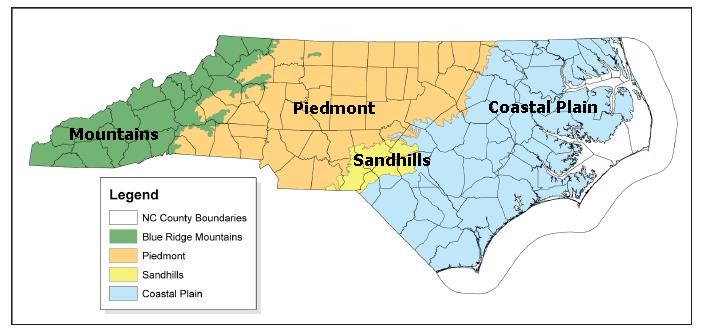 Mountains
Piedmont
Coastal Plain
Sandhills
Legend
NC County Boundaries
Blue Ridge Mountains
Piedmont
Sandhills
Coastal Plain